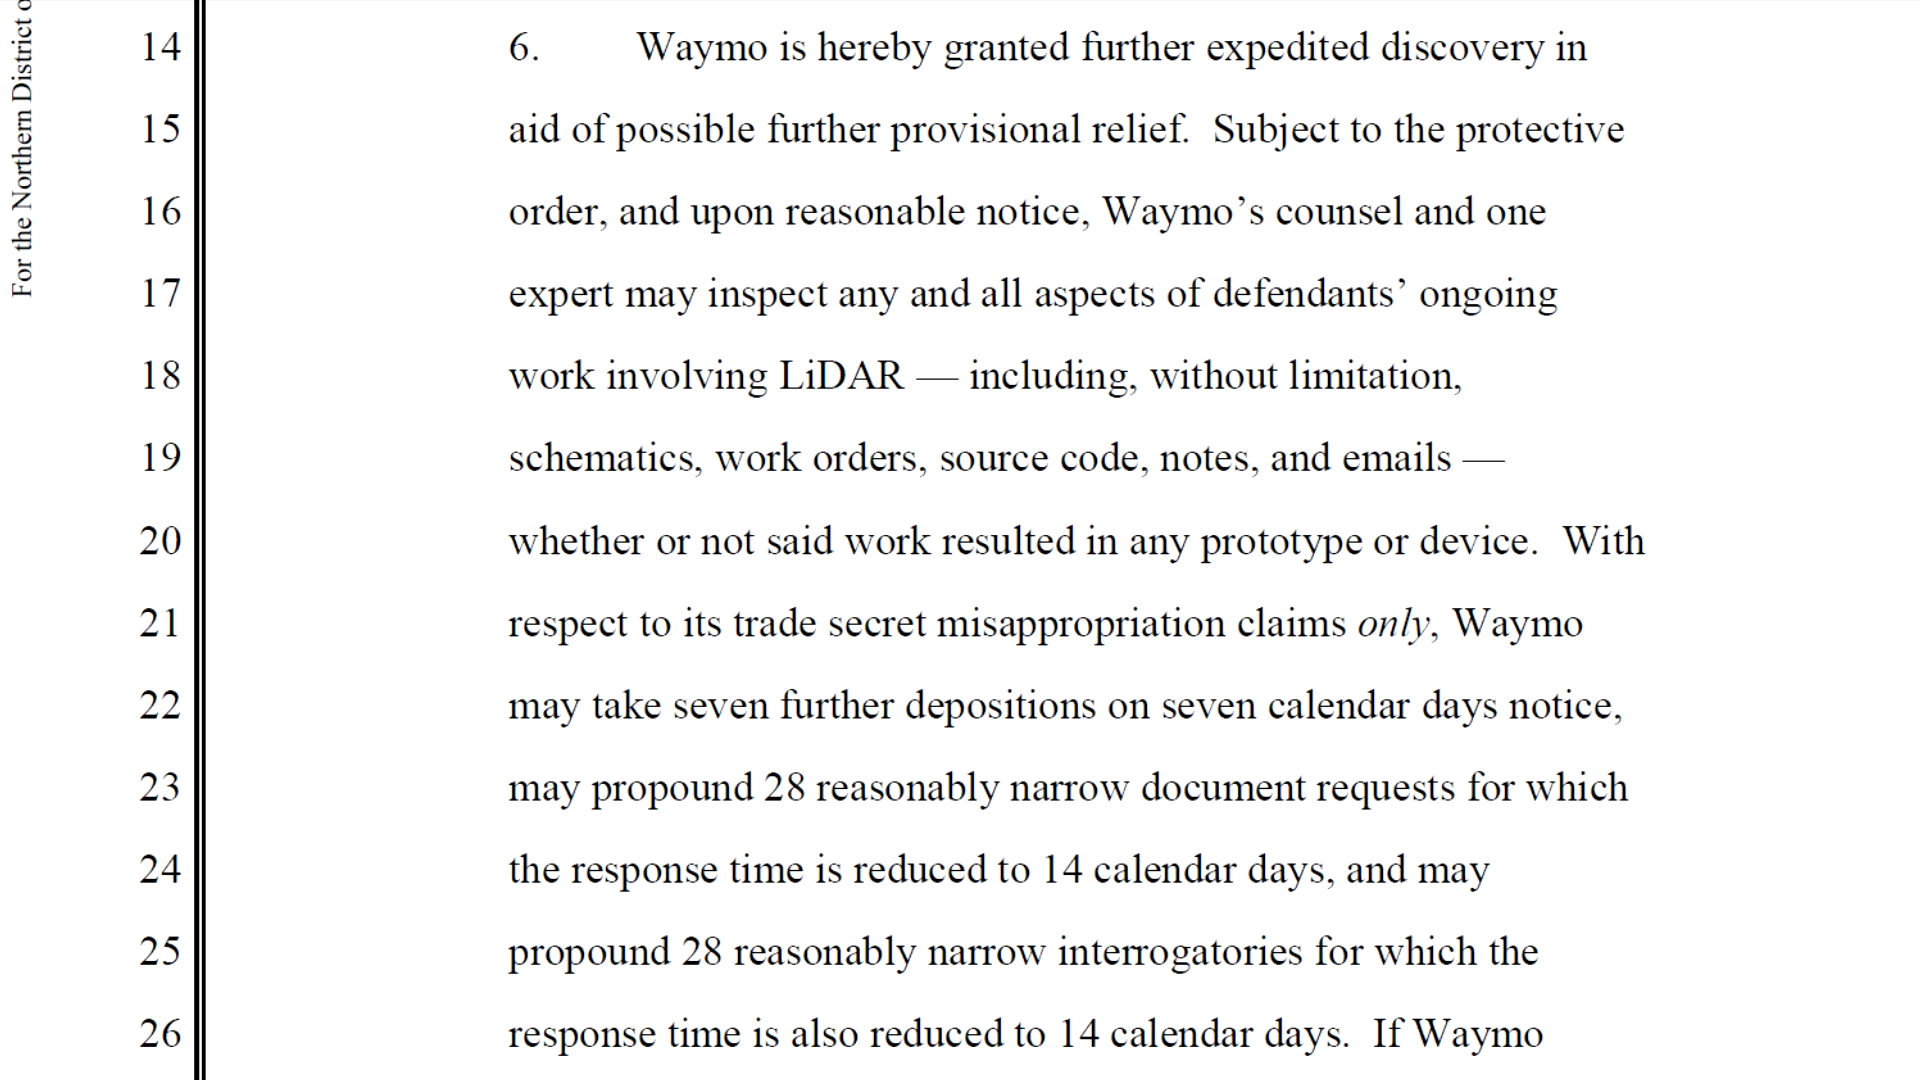 For the Northern District o
14 6. Waymo is hereby granted further expedited discovery in
15 aid of possible further provisional relief. Subject to the protective
16 order, and upon reasonable notice, Waymo’s counsel and one
17 expert may inspect any and all aspects of defendants’ ongoing
18 work involving LiDAR — including, without limitation,
19 schematics, work orders, source code, notes, and emails —
20 whether or not said work resulted in any prototype or device. With
21 respect to its trade secret misappropriation claims only, Waymo
22 may take seven further depositions on seven calendar days notice,
23 may propound 28 reasonably narrow document requests for which
24 the response time is reduced to 14 calendar days, and may
25 propound 28 reasonably narrow interrogatories for which the
26 response time is also reduced to 14 calendar days. If Waymo